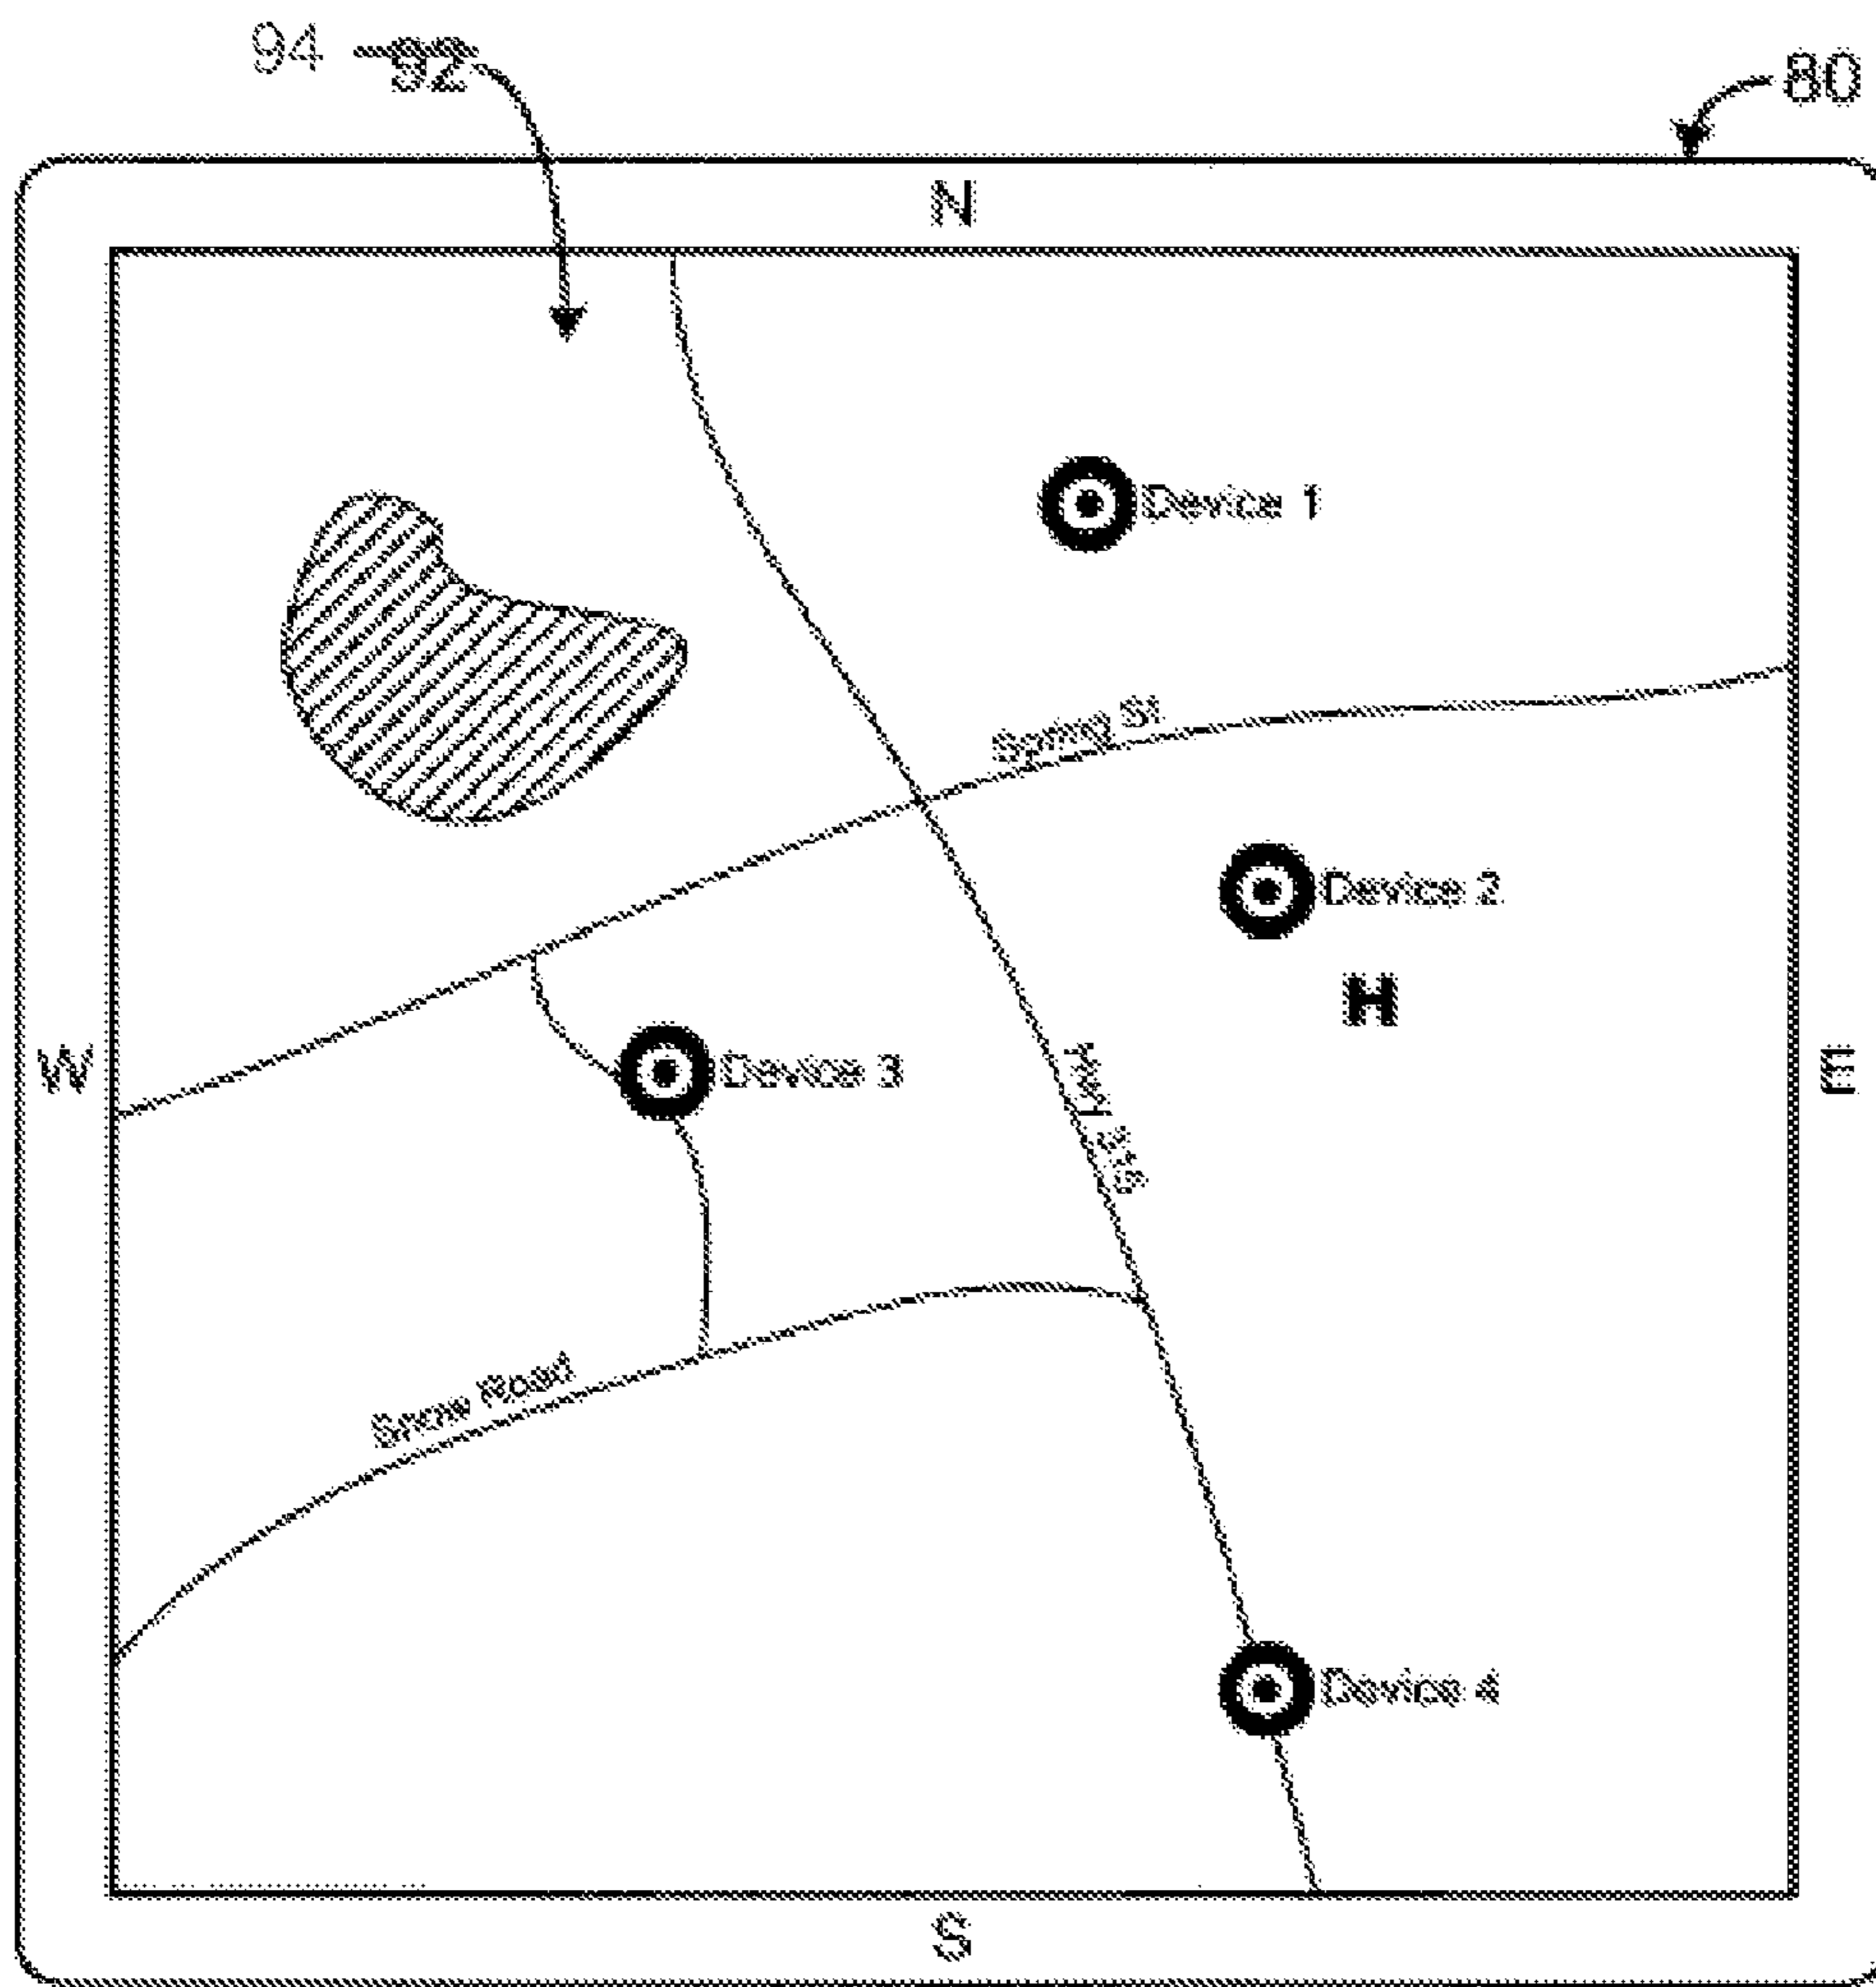 94 92
80
N
Device 1
Spring St.
Device 2
H
W
Device 3
E
Snow Road
Device 4
S